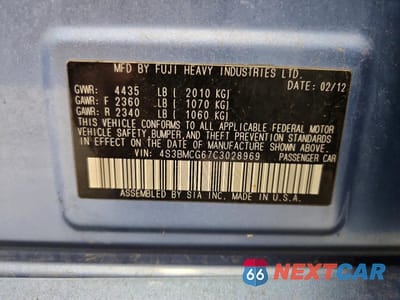 MFD BY FUJI HEAVY INDUSTRIES LTD.
DATE: 02/12
GVWR: 4435 LB ( 2010 KG)
GAWR: F 2360 LB ( 1070 KG)
GAWR: R 2340 LB ( 1060 KG)
THIS VEHICLE CONFORMS TO ALL APPLICABLE FEDERAL MOTOR
VEHICLE SAFETY, BUMPER, AND THEFT PREVENTION STANDARDS
IN EFFECT ON THE DATE OF MANUFACTURE SHOWN ABOVE.
VIN: 4S3BMCG67C3028969 PASSENGER CAR
ASSEMBLED BY SIA INC. MADE IN U.S.A.
66 NEXTCAR